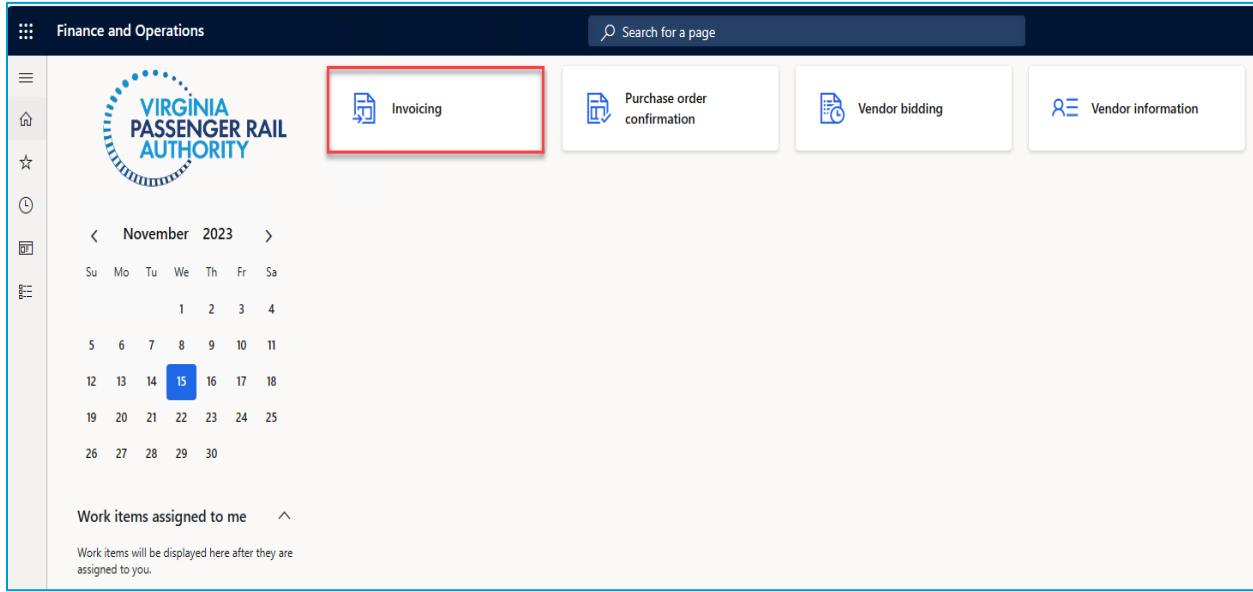 Finance and Operations
Search for a page
VIRGINIA
PASSENGER RAIL
AUTHORITY
Invoicing
Purchase order
confirmation
Vendor bidding
Vendor information
November 2023
Su Mo Tu We Th Fr Sa
1 2 3 4
5 6 7 8 9 10 11
12 13 14 15 16 17 18
19 20 21 22 23 24 25
26 27 28 29 30
Work items assigned to me
Work items will be displayed here after they are
assigned to you.